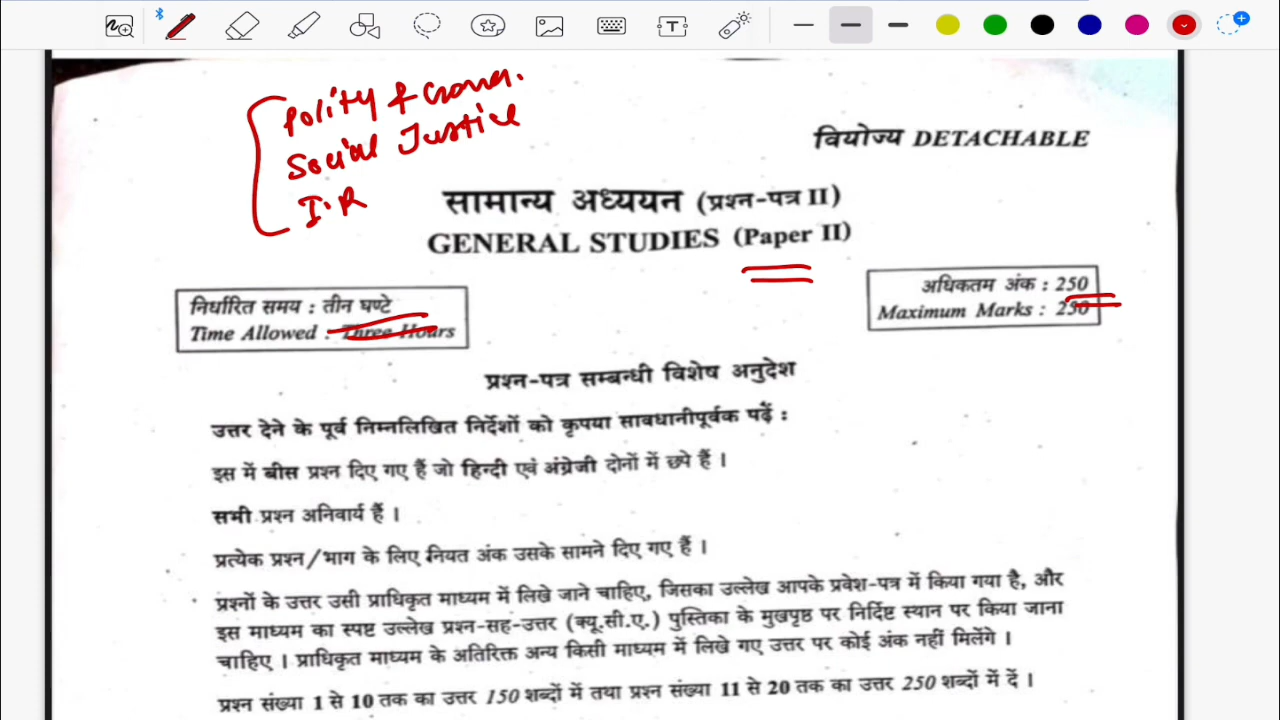 Polity & Gover.
Social Justice
I.R
वियोज्य DETACHABLE
सामान्य अध्ययन (प्रश्न-पत्र II)
GENERAL STUDIES (Paper II)
निर्धारित समय : तीन घण्टे
Time Allowed : Three Hours
अधिकतम अंक : 250
Maximum Marks : 250
प्रश्न-पत्र सम्बन्धी विशेष अनुदेश
उत्तर देने के पूर्व निम्नलिखित निर्देशों को कृपया सावधानीपूर्वक पढ़ें :
इस में बीस प्रश्न दिए गए हैं जो हिन्दी एवं अंग्रेजी दोनों में छपे हैं ।
सभी प्रश्न अनिवार्य हैं ।
प्रत्येक प्रश्न/भाग के लिए नियत अंक उसके सामने दिए गए हैं ।
प्रश्नों के उत्तर उसी प्राधिकृत माध्यम में लिखे जाने चाहिए, जिसका उल्लेख आपके प्रवेश-पत्र में किया गया है, और
इस माध्यम का स्पष्ट उल्लेख प्रश्न-सह-उत्तर (क्यू.सी.ए.) पुस्तिका के मुखपृष्ठ पर निर्दिष्ट स्थान पर किया जाना
चाहिए । प्राधिकृत माध्यम के अतिरिक्त अन्य किसी माध्यम में लिखे गए उत्तर पर कोई अंक नहीं मिलेंगे ।
प्रश्न संख्या 1 से 10 तक का उत्तर 150 शब्दों में तथा प्रश्न संख्या 11 से 20 तक का उत्तर 250 शब्दों में दें ।